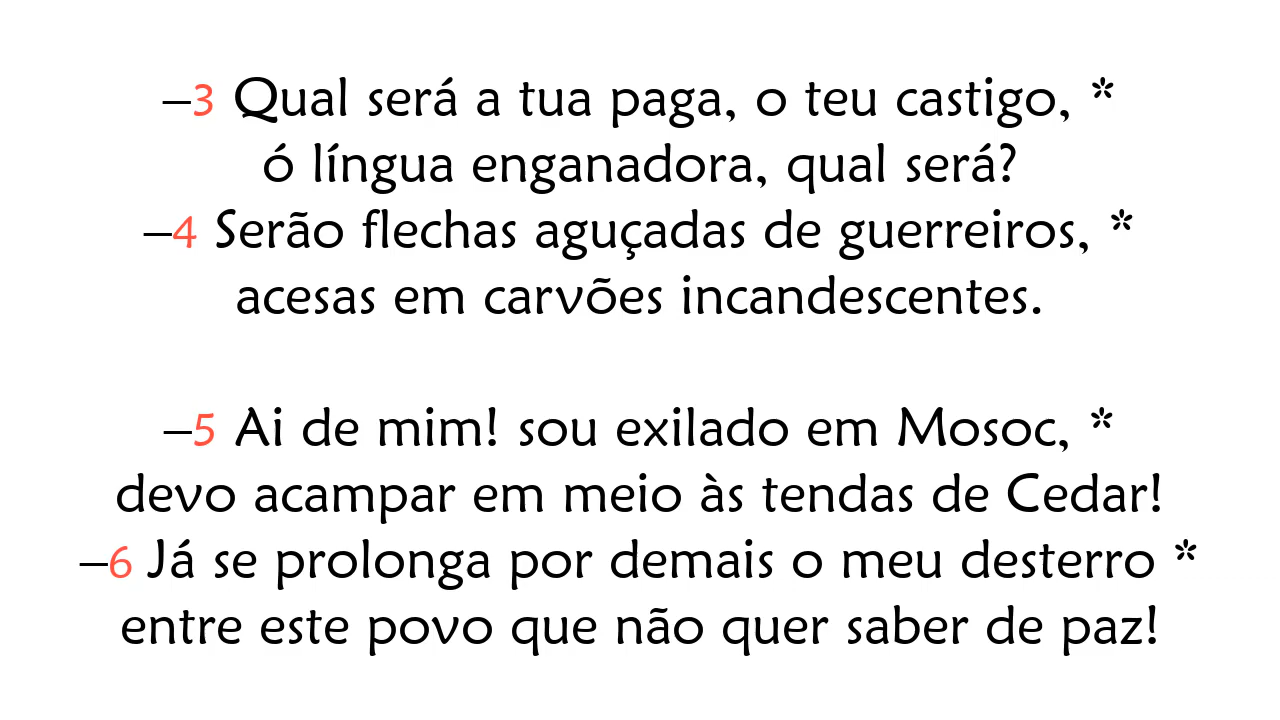 –3 Qual será a tua paga, o teu castigo, *
ó língua enganadora, qual será?
–4 Serão flechas aguçadas de guerreiros, *
acesas em carvões incandescentes.
–5 Ai de mim! sou exilado em Mosoc, *
devo acampar em meio às tendas de Cedar!
–6 Já se prolonga por demais o meu desterro *
entre este povo que não quer saber de paz!